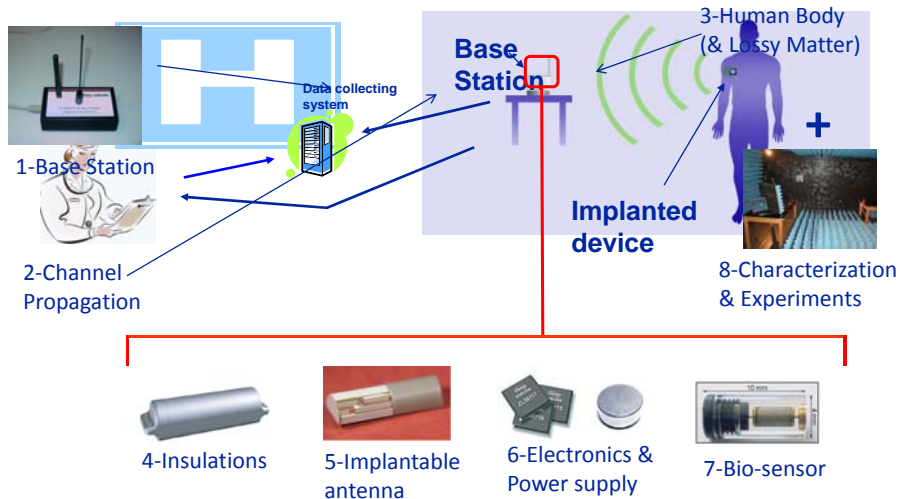 3-Human Body
(& Lossy Matter)
Base
Station
Data collecting
system
1-Base Station
+
Implanted
device
2-Channel
Propagation
8-Characterization
& Experiments
10 mm
4-Insulations
5-Implantable
antenna
6-Electronics &
Power supply
7-Bio-sensor